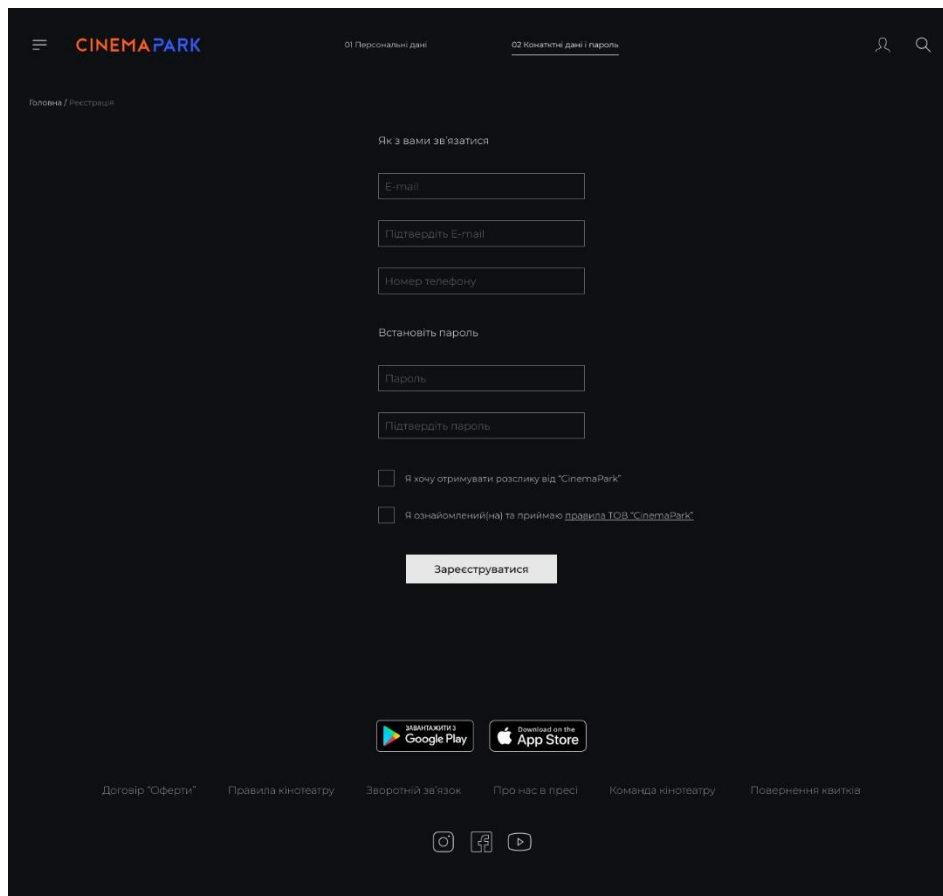 CINEMAPARK
01 Персональні дані
02 Конатктні дані і пароль
Головна / Реєстрація
Як з вами зв'язатися
E-mail
Підтвердіть E-mail
Номер телефону
Встановіть пароль
Пароль
Підтвердіть пароль
Я хочу отримувати розслику від "CinemaPark"
Я ознайомлений(на) та приймаю правила ТОВ "CinemaPark"
Зареєструватися
ЗАВАНТАЖИТИ З
Google Play
Download on the
App Store
Договір "Оферти"
Правила кінотеатру
Зворотній зв'язок
Про нас в пресі
Команда кінотеатру
Повернення квитків